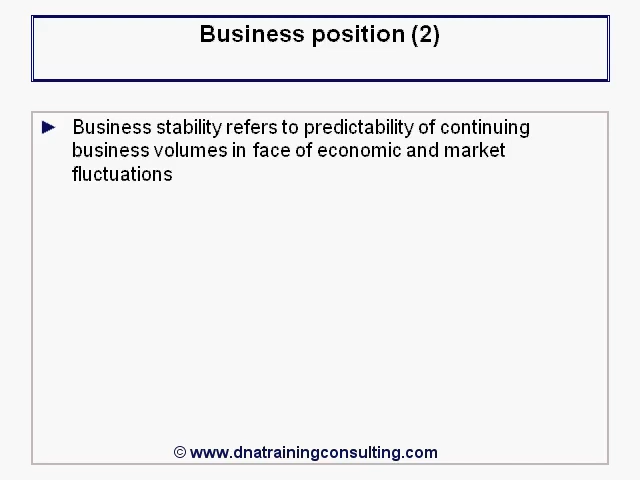 Business position (2)
► Business stability refers to predictability of continuing
business volumes in face of economic and market
fluctuations
© www.dnatrainingconsulting.com